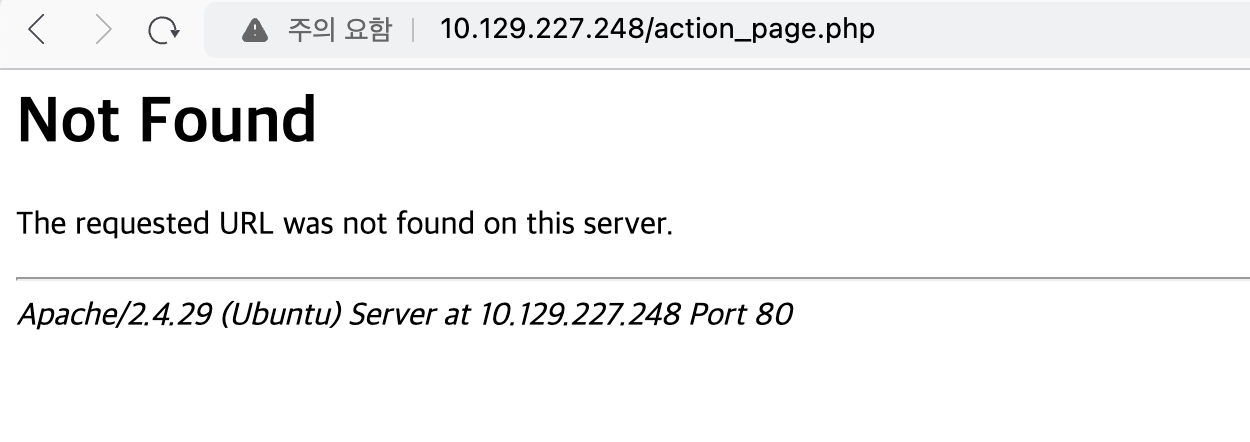 주의 요함 10.129.227.248/action_page.php
Not Found
The requested URL was not found on this server.
Apache/2.4.29 (Ubuntu) Server at 10.129.227.248 Port 80